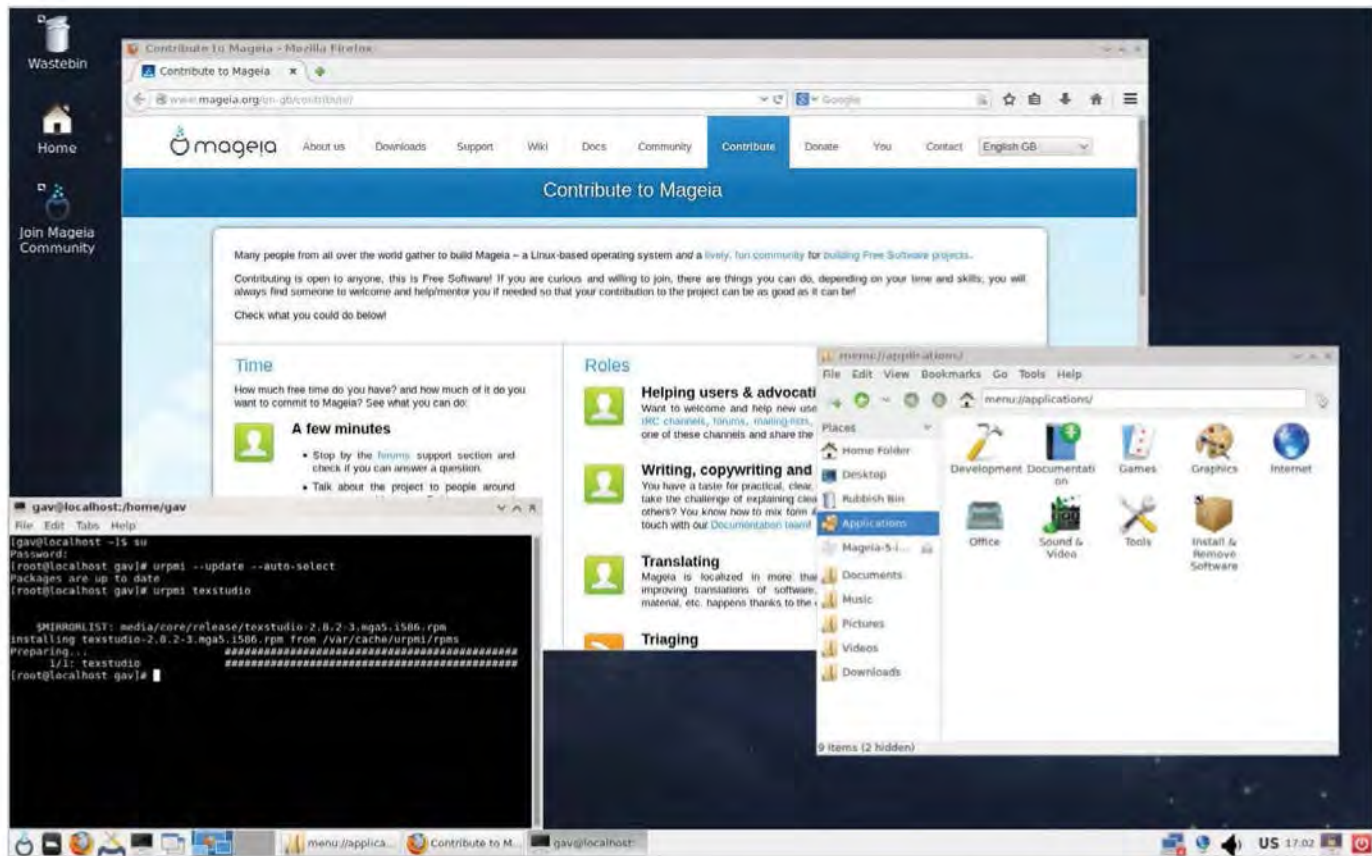 Wastebin
Home
Join Mageia
Community
Contribute to Mageia - Mozilla Firefox
Contribute to Mageia
www.mageia.org/en-gb/contribute/
Google
mageia
About us
Downloads
Support
Wiki
Docs
Community
Contribute
Donate
You
Contact
English GB
Contribute to Mageia
Many people from all over the world gather to build Mageia – a Linux-based operating system and a lively, fun community for building Free Software projects.
Contributing is open to anyone, this is Free Software! If you are curious and willing to join, there are things you can do, depending on your time and skills; you will
always find someone to welcome and help/mentor you if needed so that your contribution to the project can be as good as it can be!
Check what you could do below!
Time
How much free time do you have? and how much of it do you
want to commit to Mageia? See what you can do:
A few minutes
• Stop by the forums support section and
check if you can answer a question.
• Talk about the project to people around
Roles
Helping users & advocati
Want to welcome and help new use
IRC channels, forums, mailing-lists,
one of these channels and share the
Writing, copywriting and
You have a taste for practical, clear,
take the challenge of explaining clea
others? You know how to mix form &
touch with our Documentation team!
Translating
Mageia is localized in more that
improving translations of software,
material, etc. happens thanks to the
Triaging
menu://applications/
File Edit View Bookmarks Go Tools Help
menu://applications/
Places
Home Folder
Desktop
Rubbish Bin
Applications
Mageia-5-i...
Documents
Music
Pictures
Videos
Downloads
Development
Documentati
on
Games
Graphics
Internet
Office
Sound &
Video
Tools
Install &
Remove
Software
9 items (2 hidden)
gav@localhost:/home/gav
File Edit Tabs Help
[gav@localhost ~]$ su
Password:
[root@localhost gav]# urpmi --update --auto-select
Packages are up to date
[root@localhost gav]# urpmi texstudio
$MIRRORLIST: media/core/release/texstudio-2.8.2-3.mga5.i586.rpm
installing texstudio-2.8.2-3.mga5.i586.rpm from /var/cache/urpmi/rpms
Preparing... #############################################
1/1: texstudio #############################################
[root@localhost gav]#
menu://applica...
Contribute to M...
gav@localhost:
US 17:02